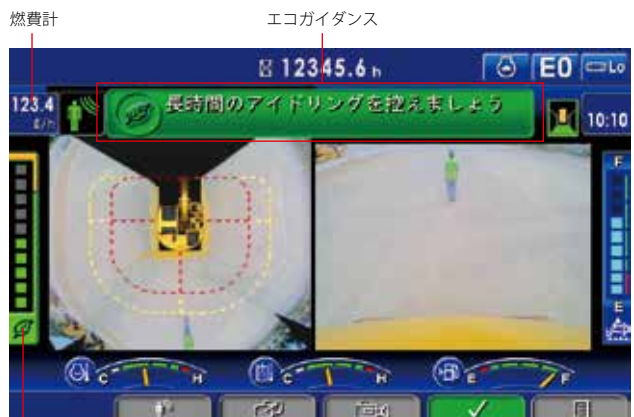 燃費計
エコガイダンス
12345.6 h
E0
Lo
123.4
ℓ/h
長時間のアイドリングを控えましょう
10:10
F
E
C H
C H
E F